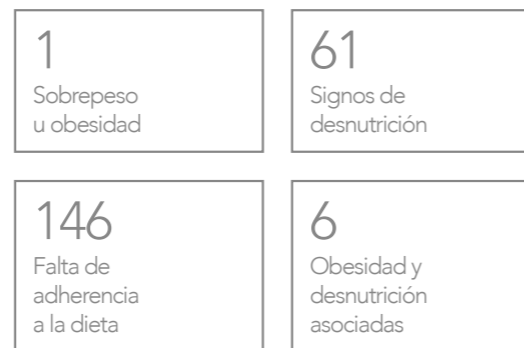 1
Sobrepeso
u obesidad
61
Signos de
desnutrición
146
Falta de
adherencia
a la dieta
6
Obesidad y
desnutrición
asociadas